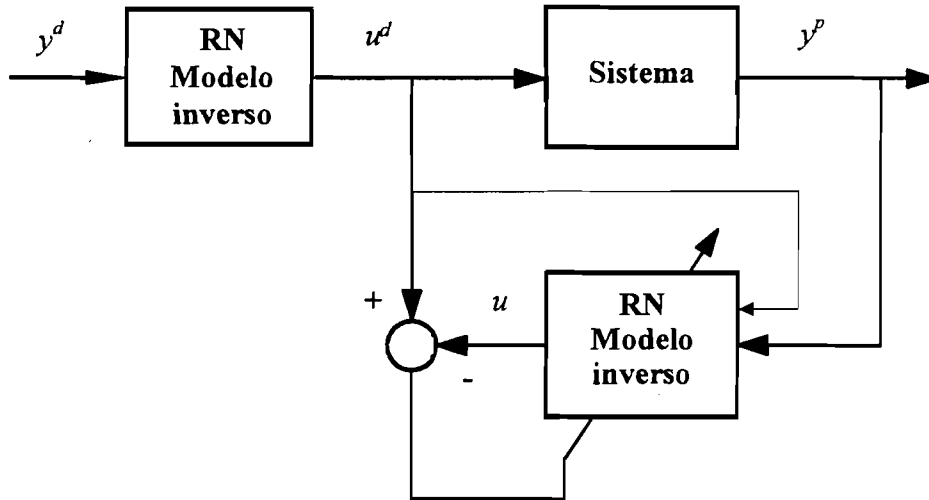 y^d
RN
Modelo
inverso
u^d
Sistema
y^p
+
u
-
RN
Modelo
inverso